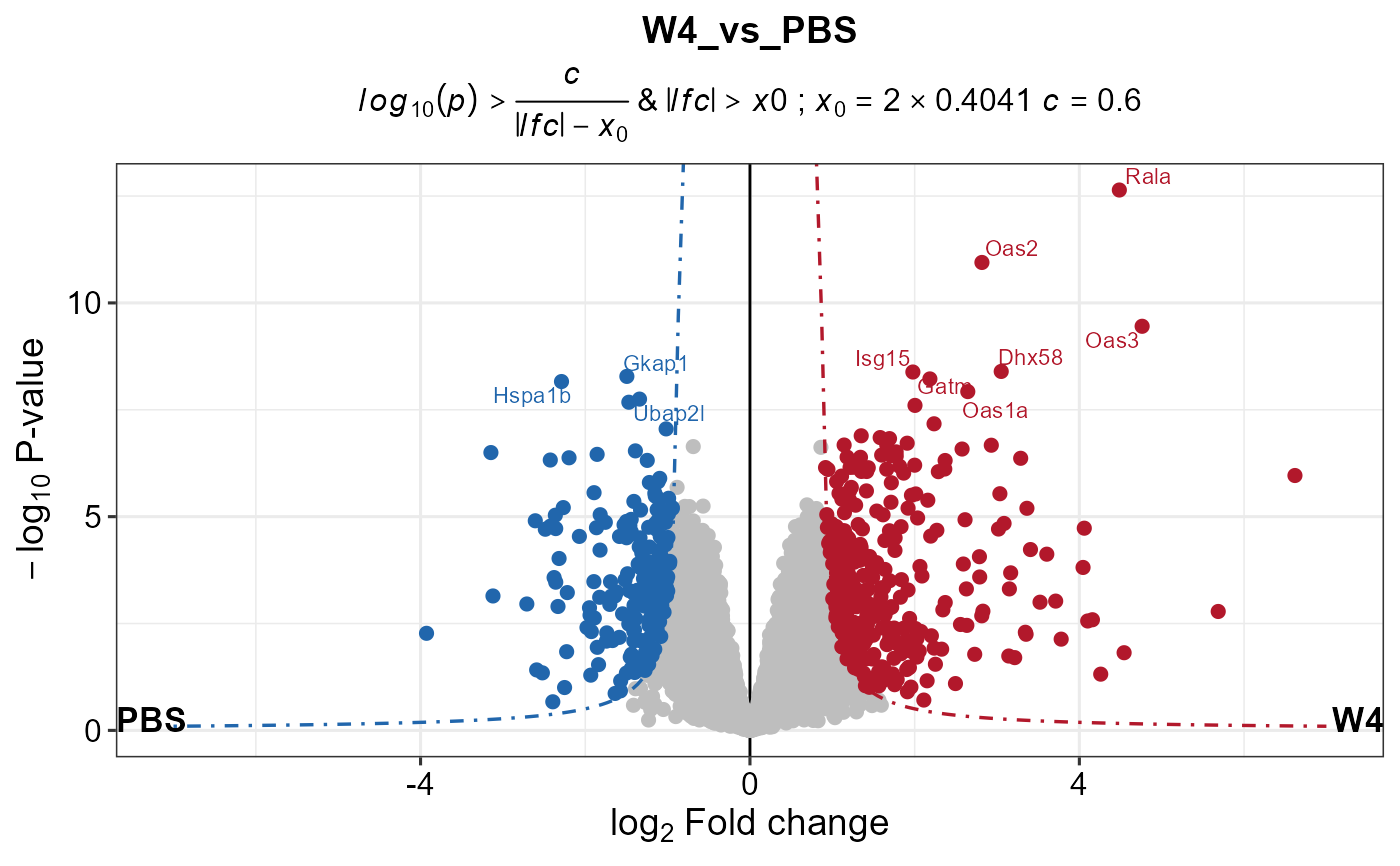 W4_vs_PBS
log10(p) > c / (|lfc| − x0) & |lfc| > x0 ; x0 = 2 × 0.4041 c = 0.6
Rala
Oas2
Oas3
Isg15
Dhx58
Gatm
Oas1a
Gkap1
Hspa1b
Ubap2l
PBS
W4
10
5
0
− log10 P-value
-4
0
4
log2 Fold change